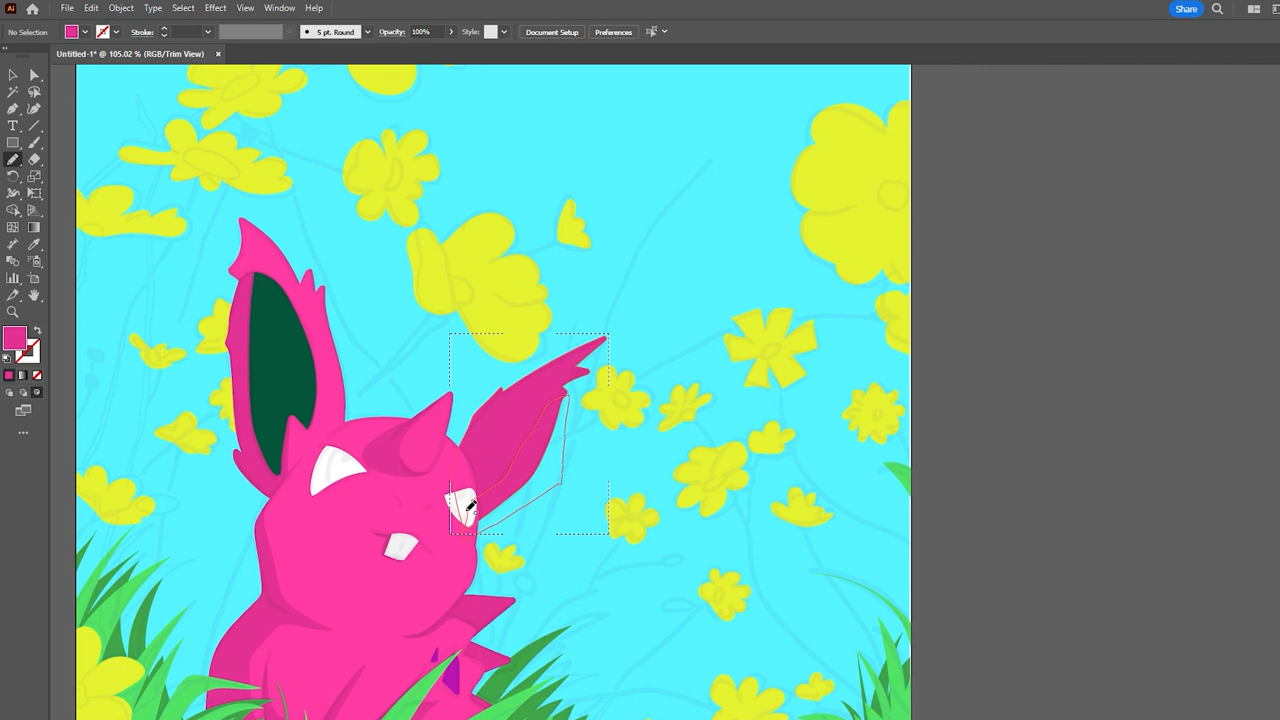 Ai File Edit Object Type Select Effect View Window Help Share
No Selection Stroke: 5 pt. Round Opacity: 100% Style: Document Setup Preferences
Untitled-1* @ 105.02 % (RGB/Trim View) ×
T